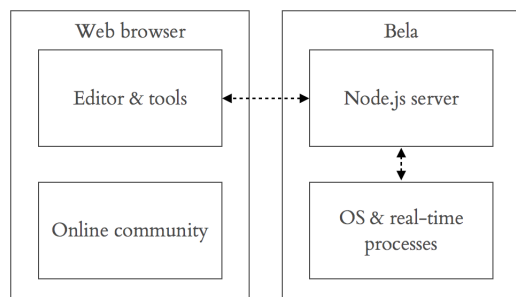 Web browser
Editor & tools
Online community
Bela
Node.js server
OS & real-time
processes